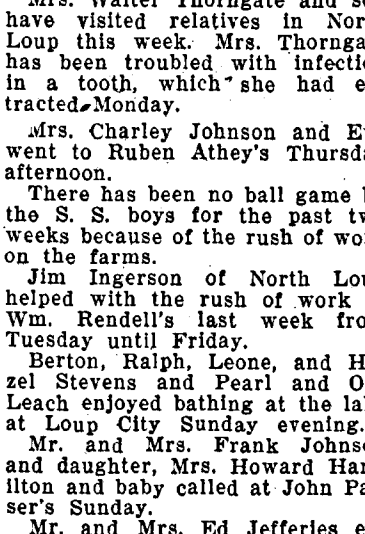 Mrs. Walter Thorngate and s
have visited relatives in Nor
Loup this week. Mrs. Thornga
has been troubled with infecti
in a tooth, which she had e
tracted Monday.
Mrs. Charley Johnson and E
went to Ruben Athey's Thursd
afternoon.
There has been no ball game
the S. S. boys for the past tw
weeks because of the rush of wo
on the farms.
Jim Ingerson of North Lou
helped with the rush of work
Wm. Rendell's last week fro
Tuesday until Friday.
Berton, Ralph, Leone, and H
zel Stevens and Pearl and O
Leach enjoyed bathing at the la
at Loup City Sunday evening.
Mr. and Mrs. Frank Johns
and daughter, Mrs. Howard Ha
ilton and baby called at John Pa
ser's Sunday.
Mr. and Mrs. Ed Jefferies e